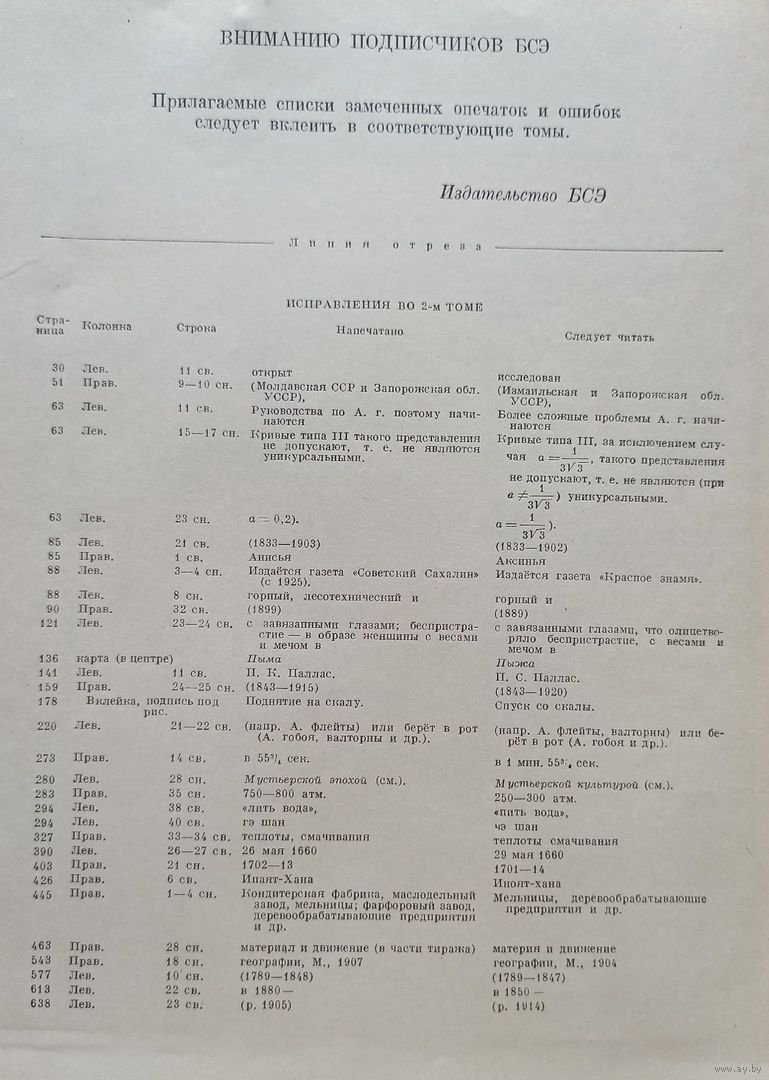 ВНИМАНИЮ ПОДПИСЧИКОВ БСЭ
Прилагаемые списки замеченных опечаток и ошибок
следует вклеить в соответствующие томы.
Издательство БСЭ
Линия отреза
ИСПРАВЛЕНИЯ ВО 2-м ТОМЕ
Стра-
ница Колонка Строка Напечатано Следует читать
30 Лев. 11 св. открыт исследован
51 Прав. 9—10 сн. (Молдавская ССР и Запорожская обл. (Измаильская и Запорожская обл.
УССР), УССР),
63 Лев. 11 св. Руководства по А. г. поэтому начи- Более сложные проблемы А. г. начи-
наются наются
63 Лев. 15—17 сн. Кривые типа III такого представления Кривые типа III, за исключением слу-
не допускают, т. е. не являются чая a = 1/3√3, такого представления
уникурсальными. не допускают, т. е. не являются (при
a ≠ 1/3√3) уникурсальными.
63 Лев. 23 сн. a = 0,2). a = 1/3√3).
85 Лев. 21 св. (1833—1903) (1833—1902)
85 Прав. 1 св. Анисья Аксинья
88 Лев. 3—4 сн. Издаётся газета «Советский Сахалин» Издаётся газета «Красное знамя».
(с 1925).
88 Лев. 8 сн. горный, лесотехнический и горный и
90 Прав. 32 св. (1899) (1889)
121 Лев. 23—24 св. с завязанными глазами; беспристра- с завязанными глазами, что олицетво-
стие — в образе женщины с весами ряло беспристрастие, с весами и
и мечом в мечом в
136 карта (в центре) Пыма Пыжа
141 Лев. 11 св. П. К. Паллас. П. С. Паллас.
159 Прав. 24—25 сн. (1843—1915) (1843—1920)
178 Вклейка, подпись под Поднятие на скалу. Спуск со скалы.
рис.
220 Лев. 21—22 св. (напр. А. флейты) или берёт в рот (напр. А. флейты, валторны) или бе-
(А. гобоя, валторны и др.). рёт в рот (А. гобоя и др.).
273 Прав. 14 св. в 55³/₄ сек. в 1 мин. 55³/₄ сек.
280 Лев. 28 сн. Мустьерской эпохой (см.). Мустьерской культурой (см.).
283 Прав. 35 сн. 750—800 атм. 250—300 атм.
294 Лев. 38 св. «лить вода», «пить вода»,
294 Лев. 40 св. гэ шан чэ шан
327 Прав. 33—34 св. теплоты, смачивания теплоты смачивания
390 Лев. 26—27 св. 26 мая 1660 29 мая 1660
403 Прав. 21 сн. 1702—13 1701—14
426 Прав. 6 св. Инаят-Хана Иноят-хана
445 Прав. 1—4 сн. Кондитерская фабрика, маслодельный Мельницы, деревообрабатывающие
завод, мельницы; фарфоровый завод, предприятия и др.
деревообрабатывающие предприятия
и др.
463 Прав. 28 сн. материал и движение (в части тиража) материя и движение
543 Прав. 18 сн. географии, М., 1907 географии, М., 1904
577 Лев. 10 сн. (1789—1848) (1789—1847)
613 Лев. 22 св. в 1880— в 1850—
638 Лев. 23 св. (р. 1905) (р. 1914)
www.ay.by